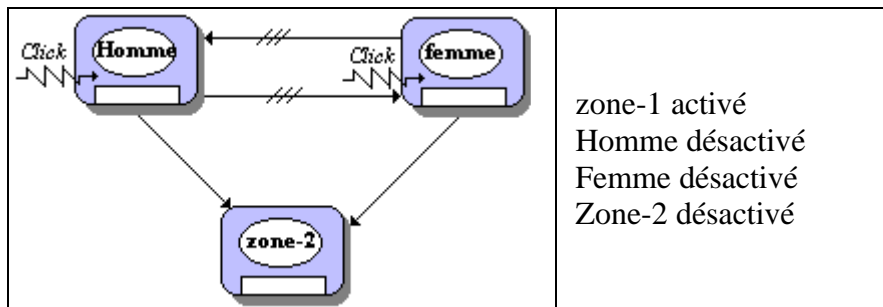 Click
Homme
Click
femme
zone-2
zone-1 activé
Homme désactivé
Femme désactivé
Zone-2 désactivé